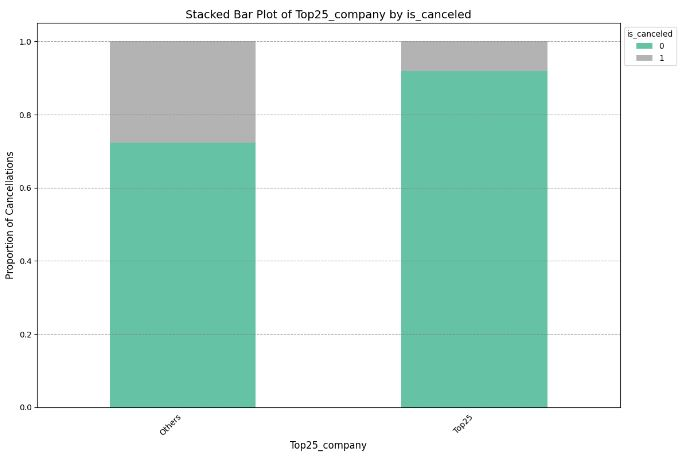 Stacked Bar Plot of Top25_company by is_canceled
is_canceled
0
1
Proportion of Cancellations
1.0
0.8
0.6
0.4
0.2
0.0
Others
Top25
Top25_company